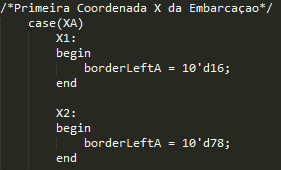 /*Primeira Coordenada X da Embarcaçao*/
case(XA)
X1:
begin
borderLeftA = 10'd16;
end
X2:
begin
borderLeftA = 10'd78;
end